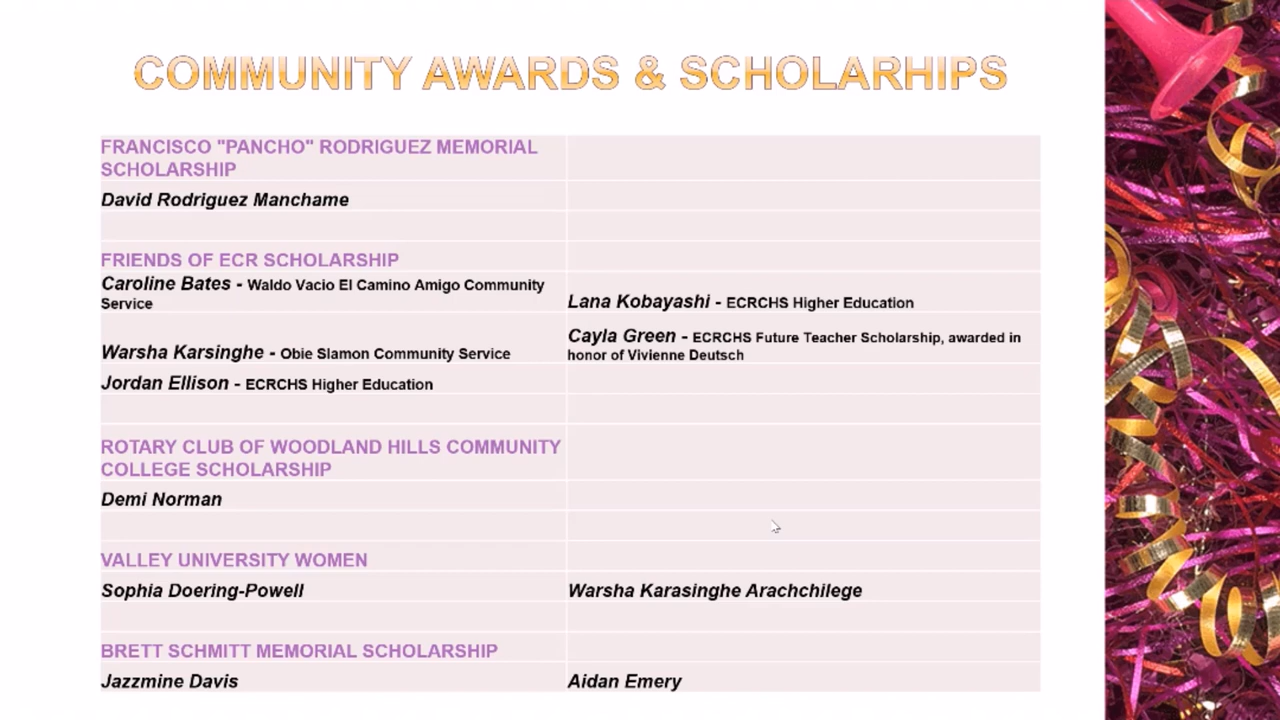 COMMUNITY AWARDS & SCHOLARHIPS
FRANCISCO "PANCHO" RODRIGUEZ MEMORIAL
SCHOLARSHIP
David Rodriguez Manchame
FRIENDS OF ECR SCHOLARSHIP
Caroline Bates - Waldo Vacio El Camino Amigo Community
Service
Lana Kobayashi - ECRCHS Higher Education
Warsha Karsinghe - Obie Slamon Community Service
Cayla Green - ECRCHS Future Teacher Scholarship, awarded in
honor of Vivienne Deutsch
Jordan Ellison - ECRCHS Higher Education
ROTARY CLUB OF WOODLAND HILLS COMMUNITY
COLLEGE SCHOLARSHIP
Demi Norman
VALLEY UNIVERSITY WOMEN
Sophia Doering-Powell
Warsha Karasinghe Arachchilege
BRETT SCHMITT MEMORIAL SCHOLARSHIP
Jazzmine Davis
Aidan Emery